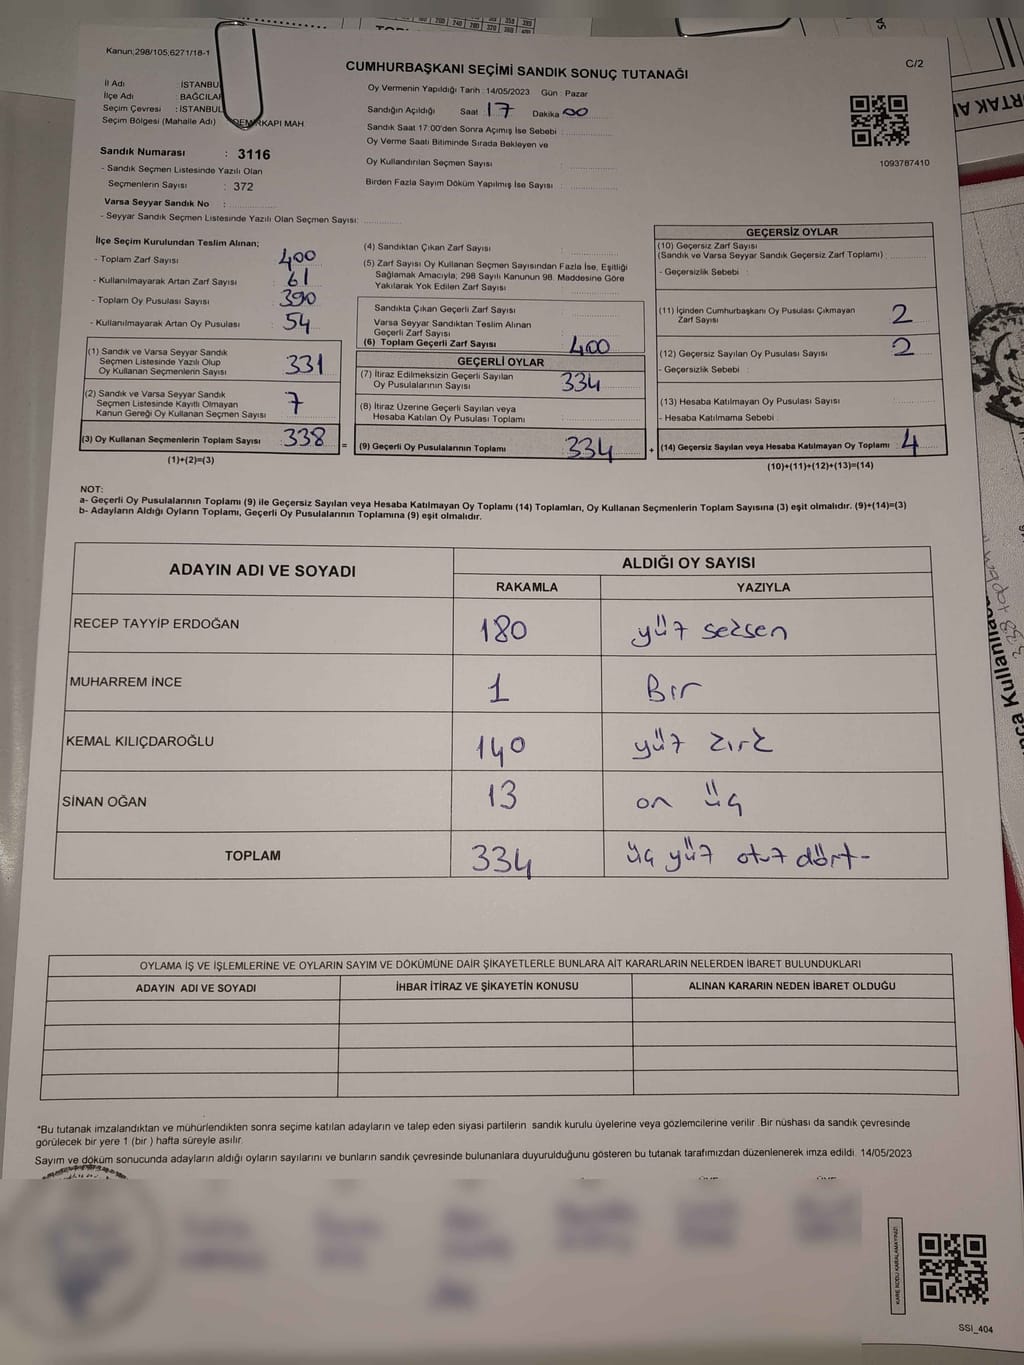 Kanun;298/105,6271/18-1
C/2
CUMHURBAŞKANI SEÇİMİ SANDIK SONUÇ TUTANAĞI
İl Adı : İSTANBU
İlçe Adı : BAĞCILA
Seçim Çevresi : İSTANBUL
Seçim Bölgesi (Mahalle Adı) DEMİRKAPI MAH.
Oy Vermenin Yapıldığı Tarih : 14/05/2023 Gün : Pazar
Sandığın Açıldığı Saat 17 Dakika 00
Sandık Saat 17:00'den Sonra Açımış İse Sebebi :
Oy Verme Saati Bitiminde Sırada Bekleyen ve
Oy Kullandırılan Seçmen Sayısı :
Birden Fazla Sayım Döküm Yapılmış İse Sayısı :
1093787410
Sandık Numarası : 3116
- Sandık Seçmen Listesinde Yazılı Olan
Seçmenlerin Sayısı : 372
Varsa Seyyar Sandık No :
- Seyyar Sandık Seçmen Listesinde Yazılı Olan Seçmen Sayısı:
İlçe Seçim Kurulundan Teslim Alınan;
- Toplam Zarf Sayısı 400
- Kullanılmayarak Artan Zarf Sayısı : 61
- Toplam Oy Pusulası Sayısı 390
- Kullanılmayarak Artan Oy Pusulası : 54
(1) Sandık ve Varsa Seyyar Sandık
Seçmen Listesinde Yazılı Olup
Oy Kullanan Seçmenlerin Sayısı : 331
(2) Sandık ve Varsa Seyyar Sandık
Seçmen Listesinde Kayıtlı Olmayan
Kanun Gereği Oy Kullanan Seçmen Sayısı : 7
(3) Oy Kullanan Seçmenlerin Toplam Sayısı : 338
(1)+(2)=(3)
=
(4) Sandıktan Çıkan Zarf Sayısı :
(5) Zarf Sayısı Oy Kullanan Seçmen Sayısından Fazla İse, Eşitliği
Sağlamak Amacıyla; 298 Sayılı Kanunun 98. Maddesine Göre
Yakılarak Yok Edilen Zarf Sayısı :
Sandıkta Çıkan Geçerli Zarf Sayısı :
Varsa Seyyar Sandıktan Teslim Alınan
Geçerli Zarf Sayısı
(6) Toplam Geçerli Zarf Sayısı : 400
GEÇERLİ OYLAR
(7) İtiraz Edilmeksizin Geçerli Sayılan
Oy Pusulalarının Sayısı : 334
(8) İtiraz Üzerine Geçerli Sayılan veya
Hesaba Katılan Oy Pusulası Toplamı :
(9) Geçerli Oy Pusulalarının Toplamı : 334
+
GEÇERSİZ OYLAR
(10) Geçersiz Zarf Sayısı
(Sandık ve Varsa Seyyar Sandık Geçersiz Zarf Toplamı) :
- Geçersizlik Sebebi :
(11) İçinden Cumhurbaşkanı Oy Pusulası Çıkmayan
Zarf Sayısı : 2
(12) Geçersiz Sayılan Oy Pusulası Sayısı : 2
- Geçersizlik Sebebi :
(13) Hesaba Katılmayan Oy Pusulası Sayısı :
- Hesaba Katılmama Sebebi :
(14) Geçersiz Sayılan veya Hesaba Katılmayan Oy Toplamı : 4
(10)+(11)+(12)+(13)=(14)
NOT:
a- Geçerli Oy Pusulalarının Toplamı (9) ile Geçersiz Sayılan veya Hesaba Katılmayan Oy Toplamı (14) Toplamları, Oy Kullanan Seçmenlerin Toplam Sayısına (3) eşit olmalıdır. (9)+(14)=(3)
b- Adayların Aldığı Oyların Toplamı, Geçerli Oy Pusulalarının Toplamına (9) eşit olmalıdır.
ADAYIN ADI VE SOYADI ALDIĞI OY SAYISI
RAKAMLA YAZIYLA
RECEP TAYYİP ERDOĞAN 180 yüz seksen
MUHARREM İNCE 1 Bir
KEMAL KILIÇDAROĞLU 140 yüz kırk
SİNAN OĞAN 13 on üç
TOPLAM 334 üç yüz otuz dört
OYLAMA İŞ VE İŞLEMLERİNE VE OYLARIN SAYIM VE DÖKÜMÜNE DAİR ŞİKAYETLERLE BUNLARA AİT KARARLARIN NELERDEN İBARET BULUNDUKLARI
ADAYIN ADI VE SOYADI İHBAR İTİRAZ VE ŞİKAYETİN KONUSU ALINAN KARARIN NEDEN İBARET OLDUĞU
*Bu tutanak imzalandıktan ve mühürlendikten sonra seçime katılan adayların ve talep eden siyasi partilerin sandık kurulu üyelerine veya gözlemcilerine verilir .Bir nüshası da sandık çevresinde
görülecek bir yere 1 (bir ) hafta süreyle asılır.
Sayım ve döküm sonucunda adayların aldığı oyların sayılarını ve bunların sandık çevresinde bulunanlara duyurulduğunu gösteren bu tutanak tarafımızdan düzenlenerek imza edildi. 14/05/2023
KARE KODU KARALAMAYINIZ!
SSİ_404